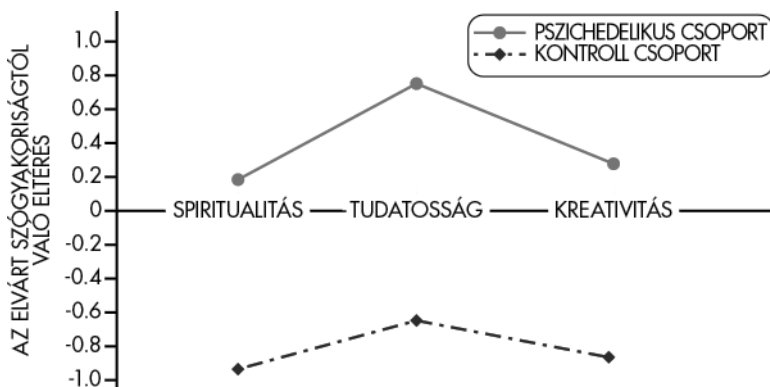 PSZICHEDELIKUS CSOPORT
KONTROLL CSOPORT
AZ ELVÁRT SZÓGYAKORISÁGTÓL
VALÓ ELTÉRÉS
1.0
0.8
0.6
0.4
0.2
0
-0.2
-0.4
-0.6
-0.8
-1.0
SPIRITUALITÁS TUDATOSSÁG KREATIVITÁS